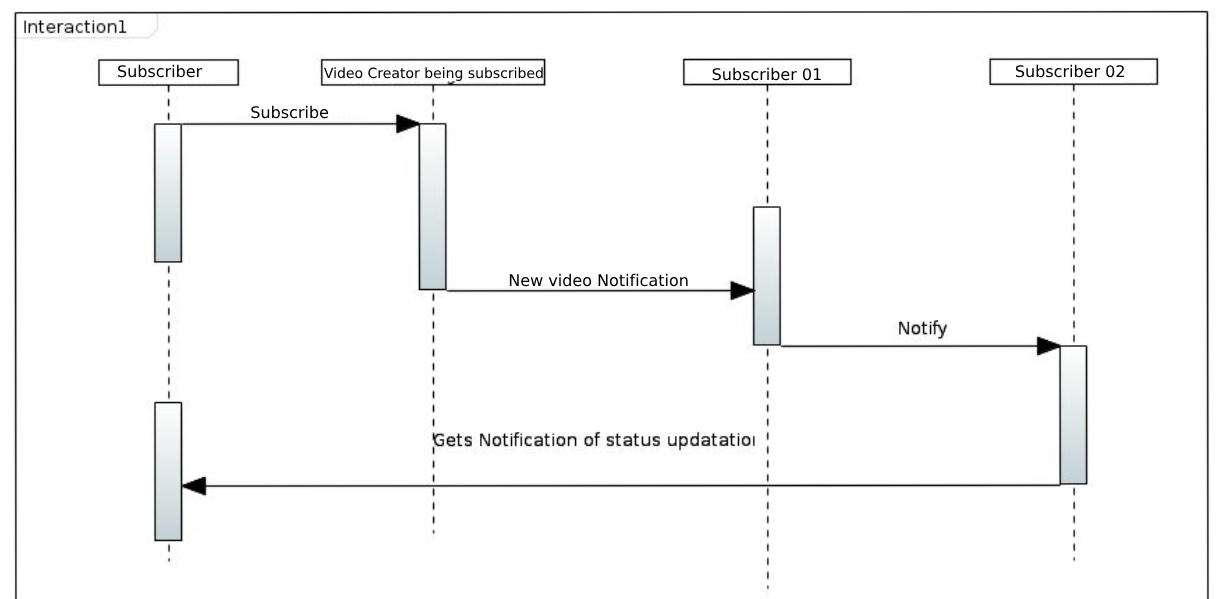 Interaction1
Subscriber
Video Creator being subscribed
Subscriber 01
Subscriber 02
Subscribe
New video Notification
Notify
Gets Notification of status updatation